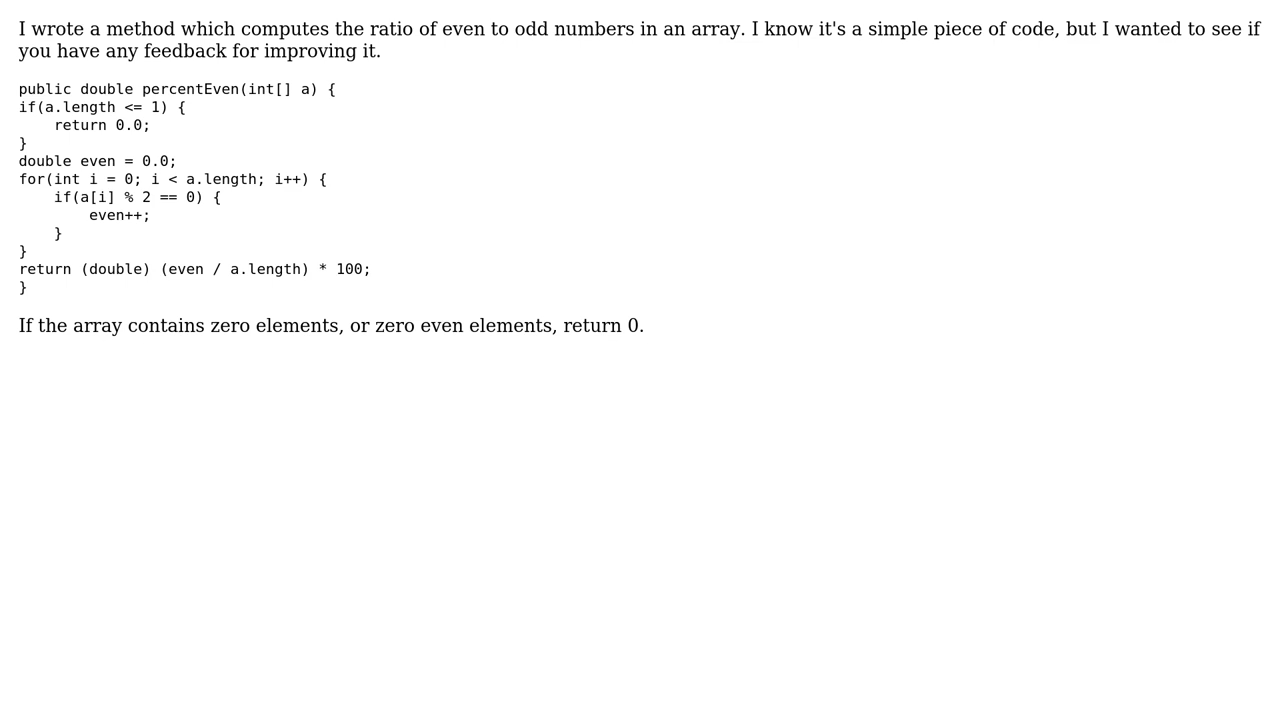 I wrote a method which computes the ratio of even to odd numbers in an array. I know it's a simple piece of code, but I wanted to see if
you have any feedback for improving it.
public double percentEven(int[] a) {
if(a.length <= 1) {
    return 0.0;
}
double even = 0.0;
for(int i = 0; i < a.length; i++) {
    if(a[i] % 2 == 0) {
        even++;
    }
}
return (double) (even / a.length) * 100;
}
If the array contains zero elements, or zero even elements, return 0.